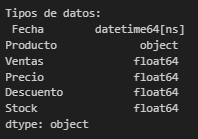 Tipos de datos:
Fecha datetime64[ns]
Producto object
Ventas float64
Precio float64
Descuento float64
Stock float64
dtype: object